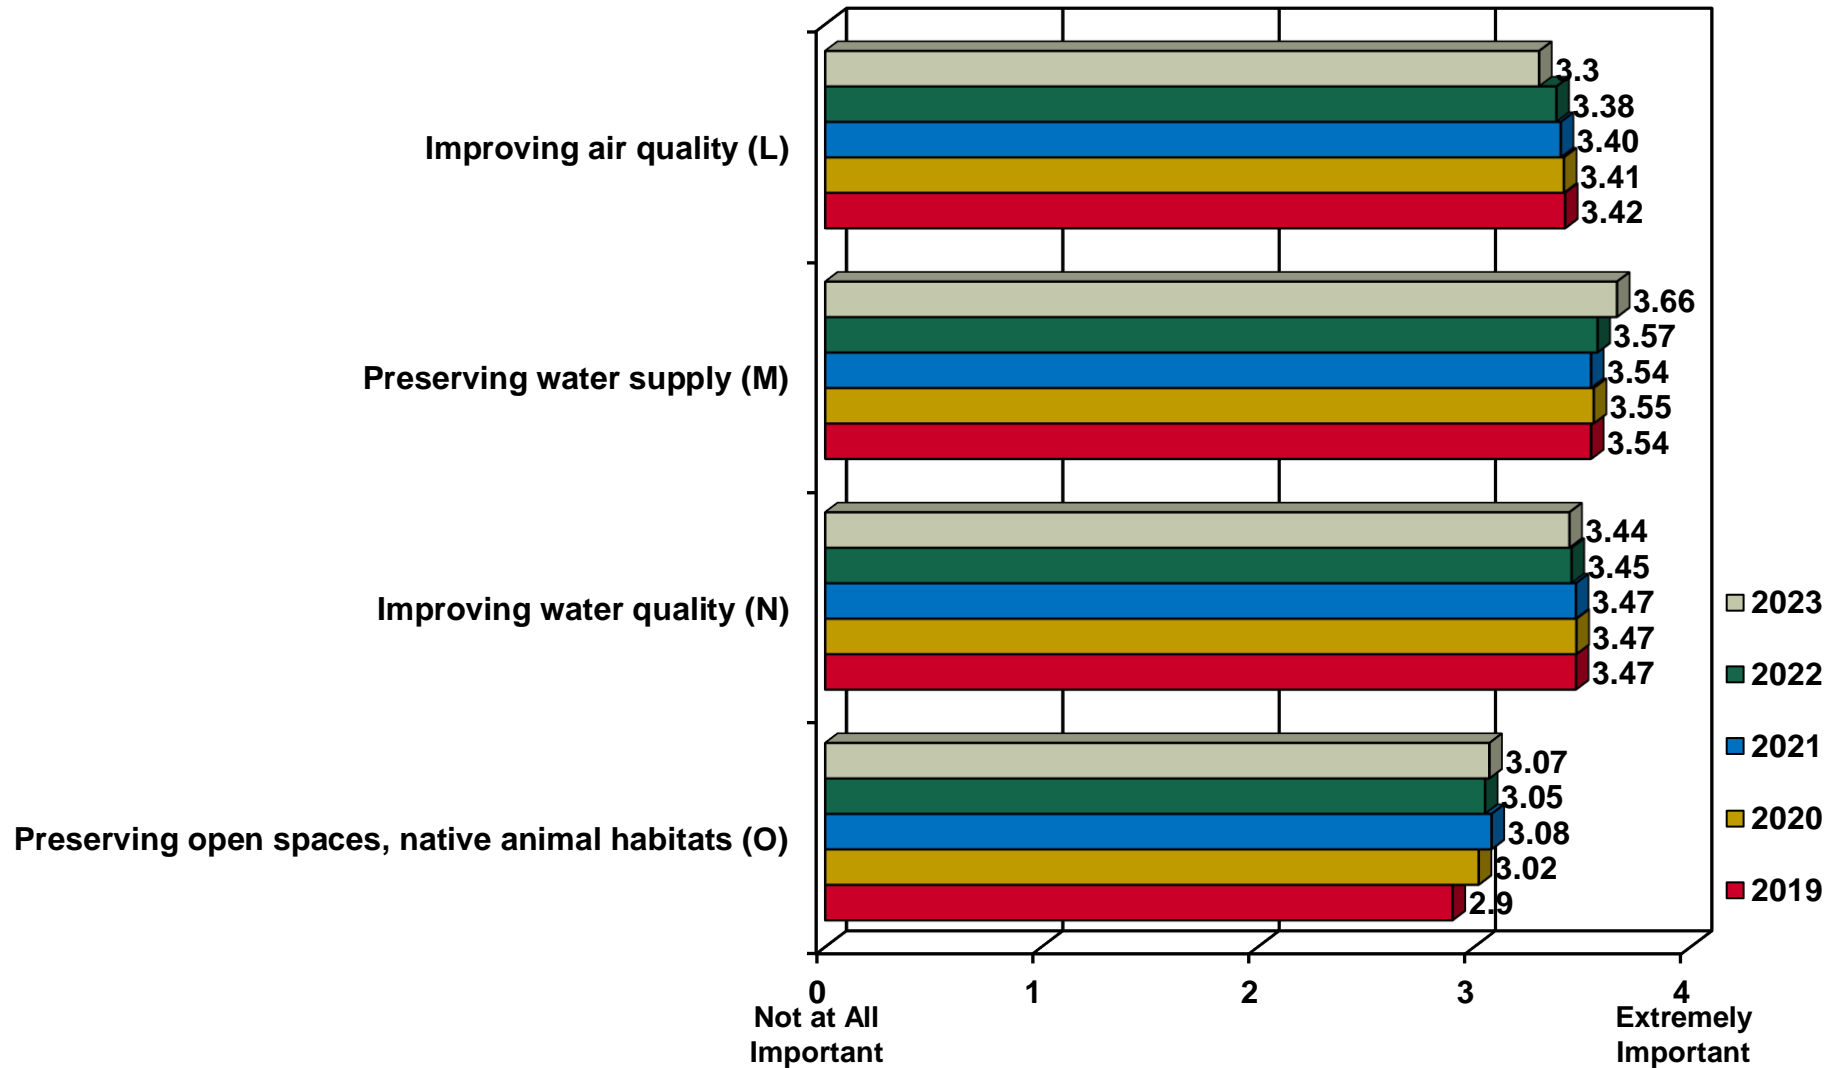 3.3
3.38
Improving air quality (L)
3.40
3.41
3.42
3.66
3.57
Preserving water supply (M)
3.54
3.55
3.54
3.44
3.45
Improving water quality (N)
3.47
3.47
3.47
3.07
3.05
Preserving open spaces, native animal habitats (O)
3.08
3.02
2.9
0 1 2 3 4
Not at All
Important
Extremely
Important
2023
2022
2021
2020
2019